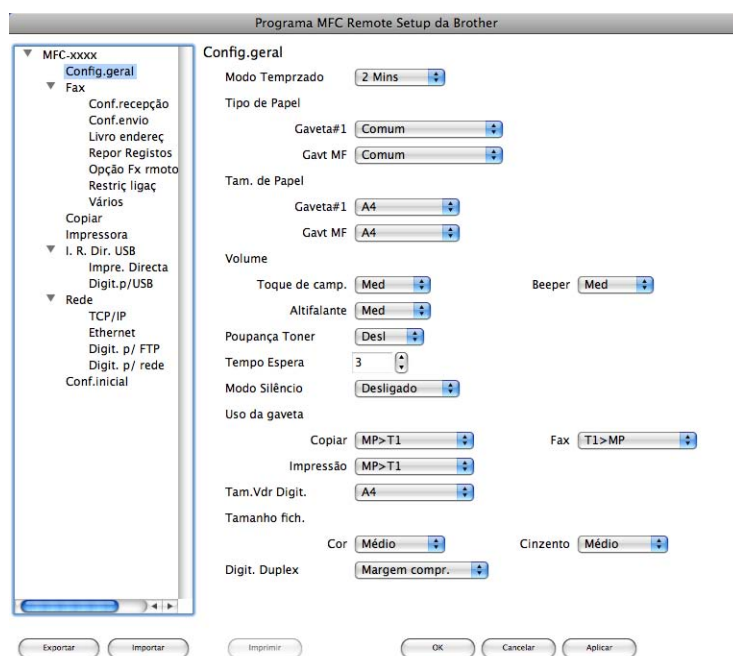 Programa MFC Remote Setup da Brother
MFC-xxxx
Config.geral
Fax
Conf.recepção
Conf.envio
Livro endereç
Repor Registos
Opção Fx rmoto
Restriç ligaç
Vários
Copiar
Impressora
I. R. Dir. USB
Impre. Directa
Digit.p/USB
Rede
TCP/IP
Ethernet
Digit. p/ FTP
Digit. p/ rede
Conf.inicial
Config.geral
Modo Temprzado 2 Mins
Tipo de Papel
Gaveta#1 Comum
Gavt MF Comum
Tam. de Papel
Gaveta#1 A4
Gavt MF A4
Volume
Toque de camp. Med Beeper Med
Altifalante Med
Poupança Toner Desl
Tempo Espera 3
Modo Silêncio Desligado
Uso da gaveta
Copiar MP>T1 Fax T1>MP
Impressão MP>T1
Tam.Vdr Digit. A4
Tamanho fich.
Cor Médio Cinzento Médio
Digit. Duplex Margem compr.
Exportar Importar Imprimir OK Cancelar Aplicar